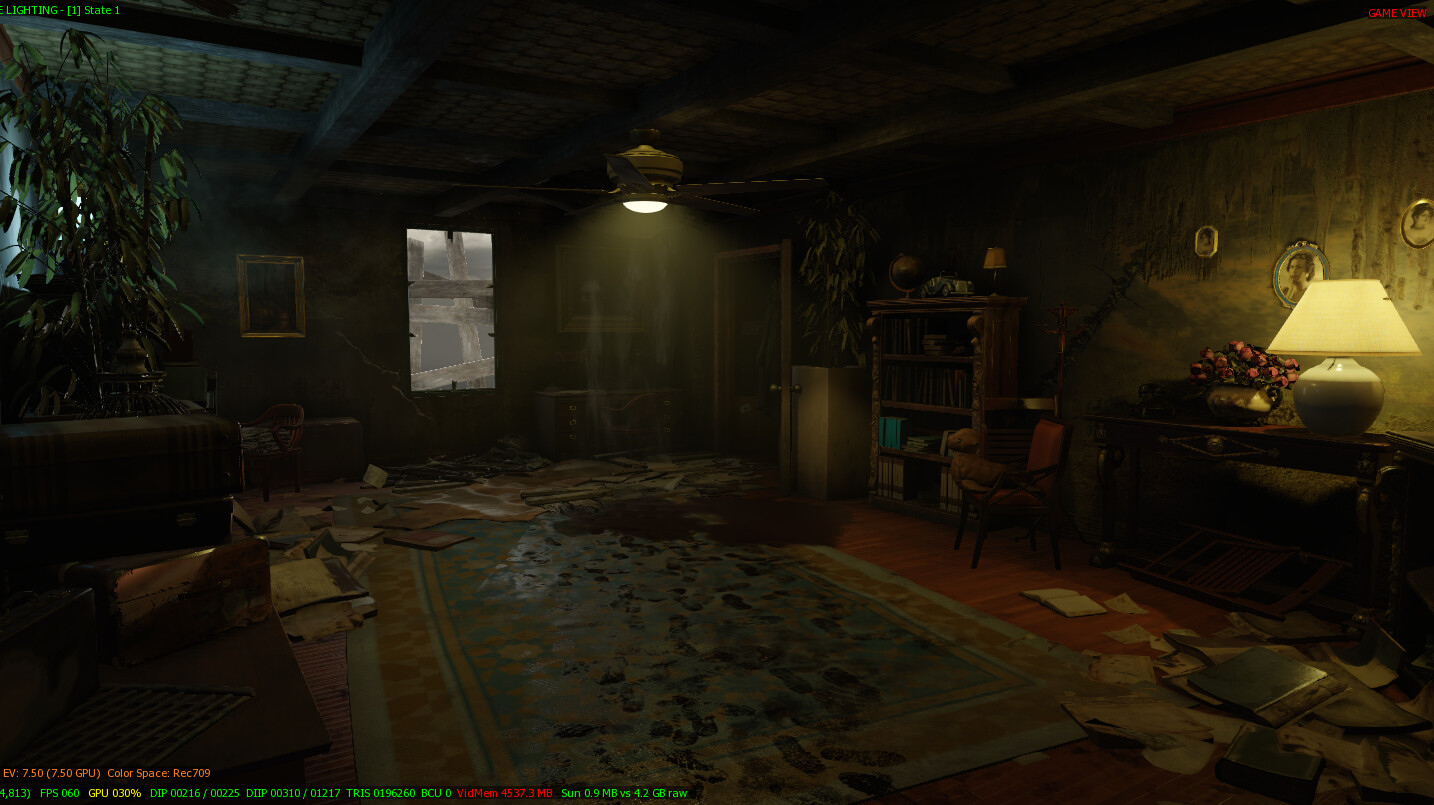 E LIGHTING - [1] State 1
GAME VIEW
EV: 7.50 (7.50 GPU) Color Space: Rec709
4,813) FPS 060 GPU 030% DIP 00216 / 00225 DIIP 00310 / 01217 TRIS 0196260 BCU 0 VidMem 4537.3 MB Sun 0.9 MB vs 4.2 GB raw